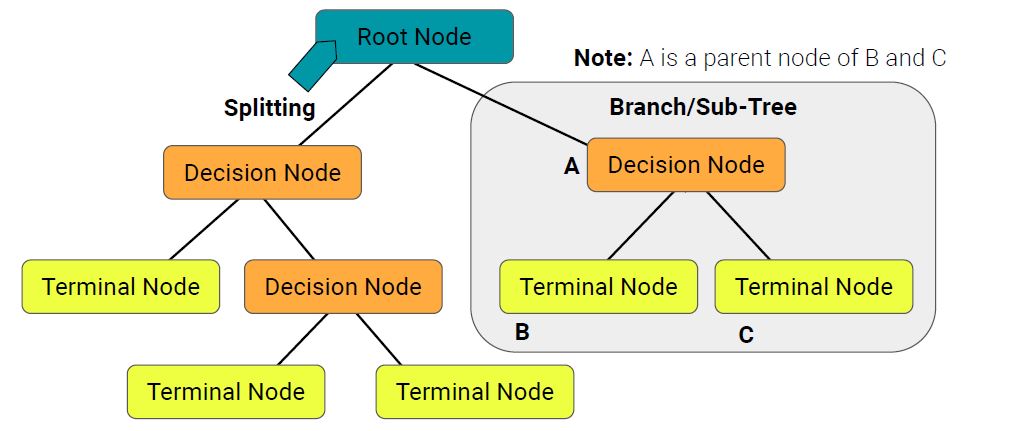 Root Node
Note: A is a parent node of B and C
Splitting
Branch/Sub-Tree
Decision Node
A
Decision Node
Terminal Node
Decision Node
Terminal Node
Terminal Node
B
C
Terminal Node
Terminal Node